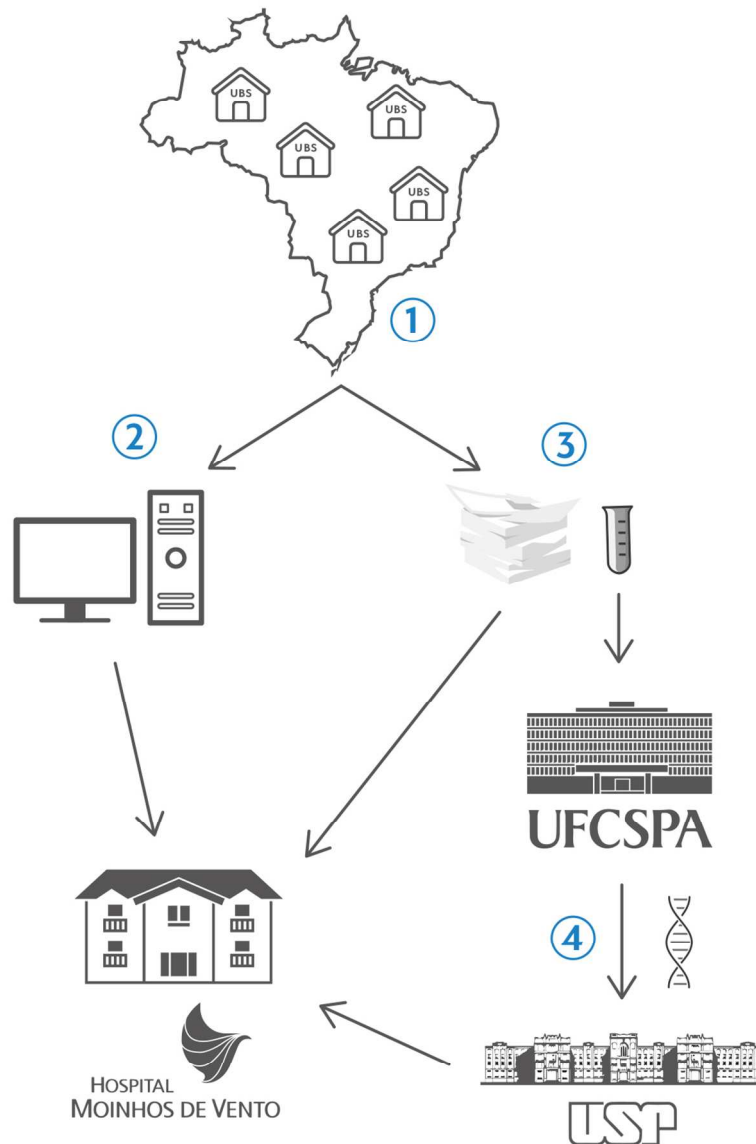 UBS
UBS
UBS
UBS
UBS
1
2
3
UFCSPA
4
HOSPITAL
MOINHOS DE VENTO
USP